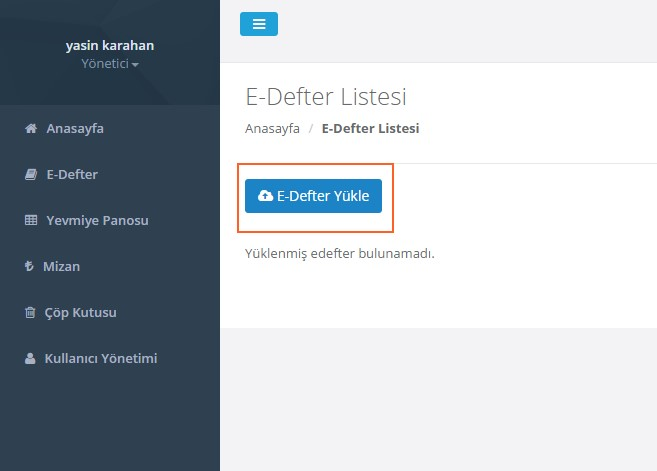 yasin karahan
Yönetici
Anasayfa
E-Defter
Yevmiye Panosu
Mizan
Çöp Kutusu
Kullanıcı Yönetimi
E-Defter Listesi
Anasayfa / E-Defter Listesi
E-Defter Yükle
Yüklenmiş edefter bulunamadı.